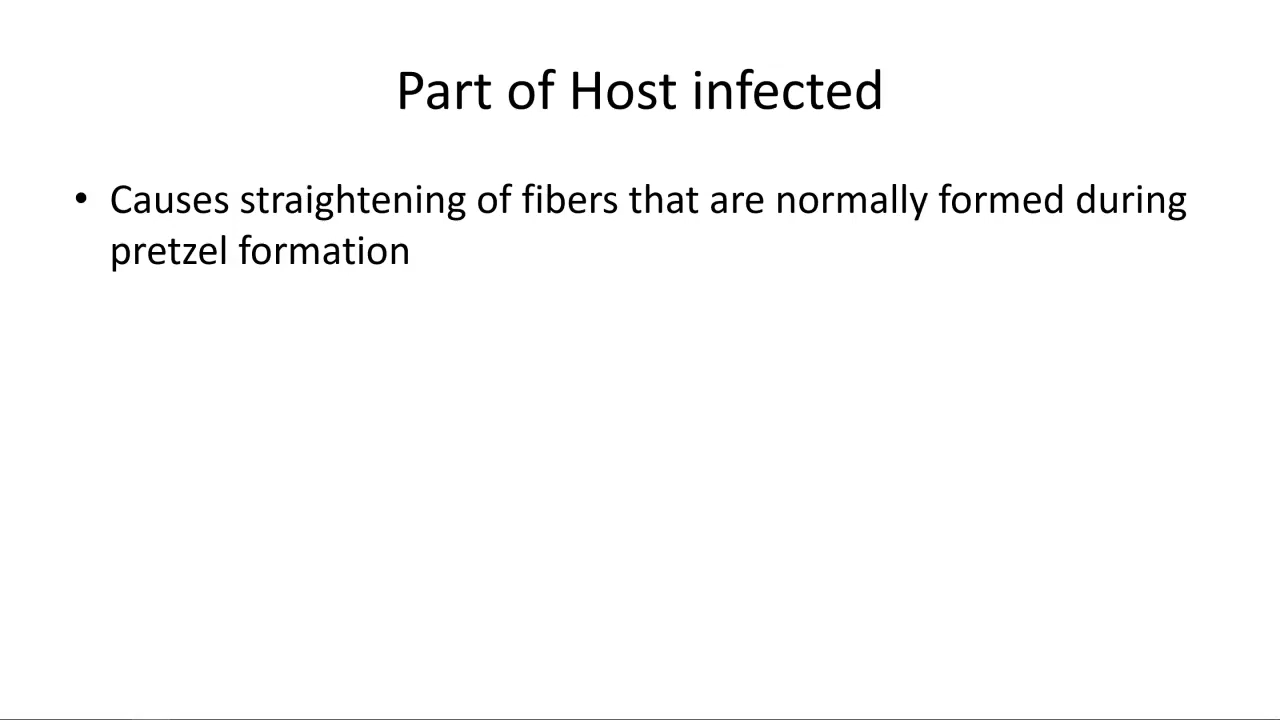 Part of Host infected
• Causes straightening of fibers that are normally formed during
pretzel formation